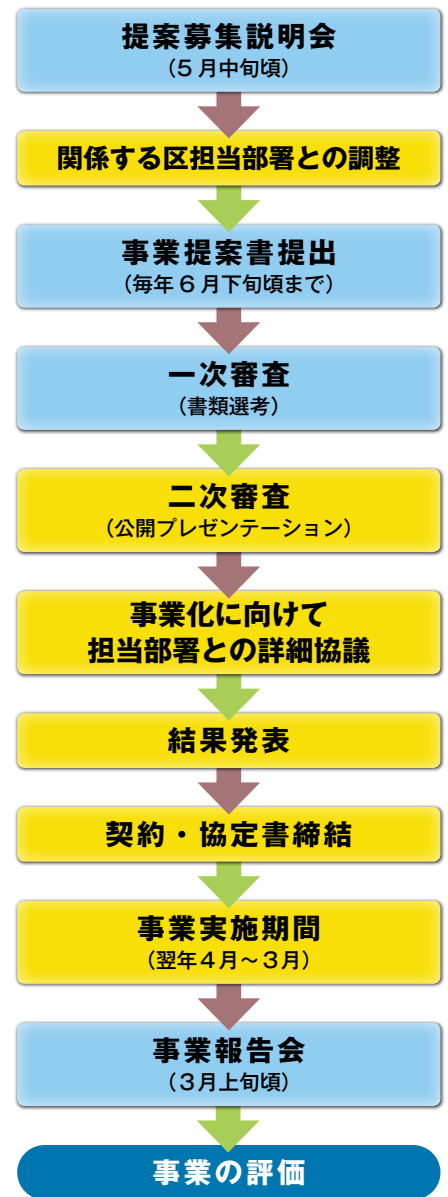 提案募集説明会
（5月中旬頃）
関係する区担当部署との調整
事業提案書提出
（毎年6月下旬頃まで）
一次審査
（書類選考）
二次審査
（公開プレゼンテーション）
事業化に向けて
担当部署との詳細協議
結果発表
契約・協定書締結
事業実施期間
（翌年4月～3月）
事業報告会
（3月上旬頃）
事業の評価